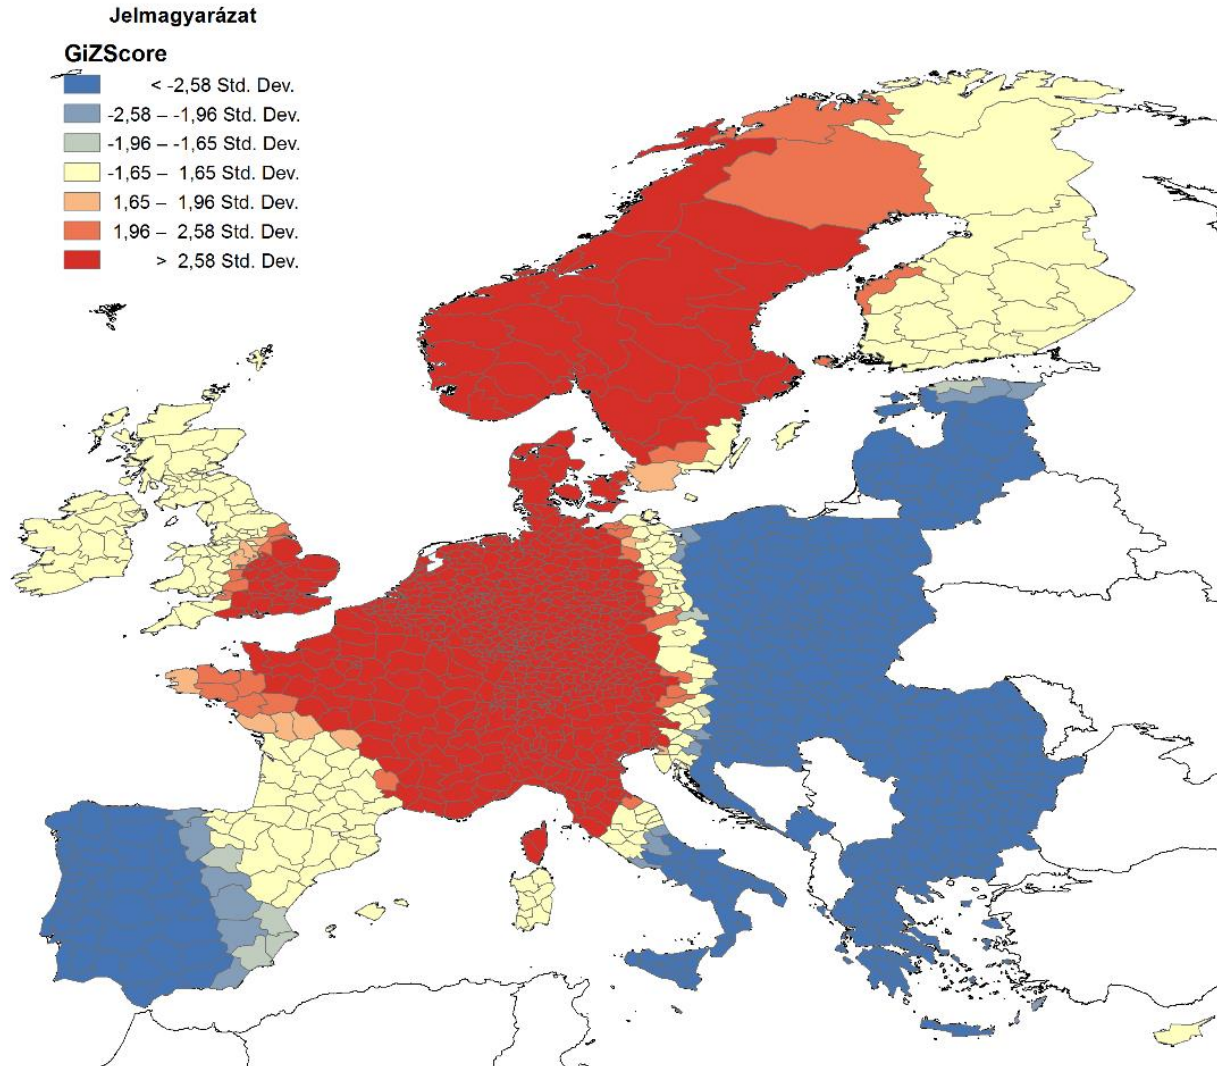 Jelmagyarázat
GiZScore
< -2,58 Std. Dev.
-2,58 – -1,96 Std. Dev.
-1,96 – -1,65 Std. Dev.
-1,65 – 1,65 Std. Dev.
1,65 – 1,96 Std. Dev.
1,96 – 2,58 Std. Dev.
> 2,58 Std. Dev.